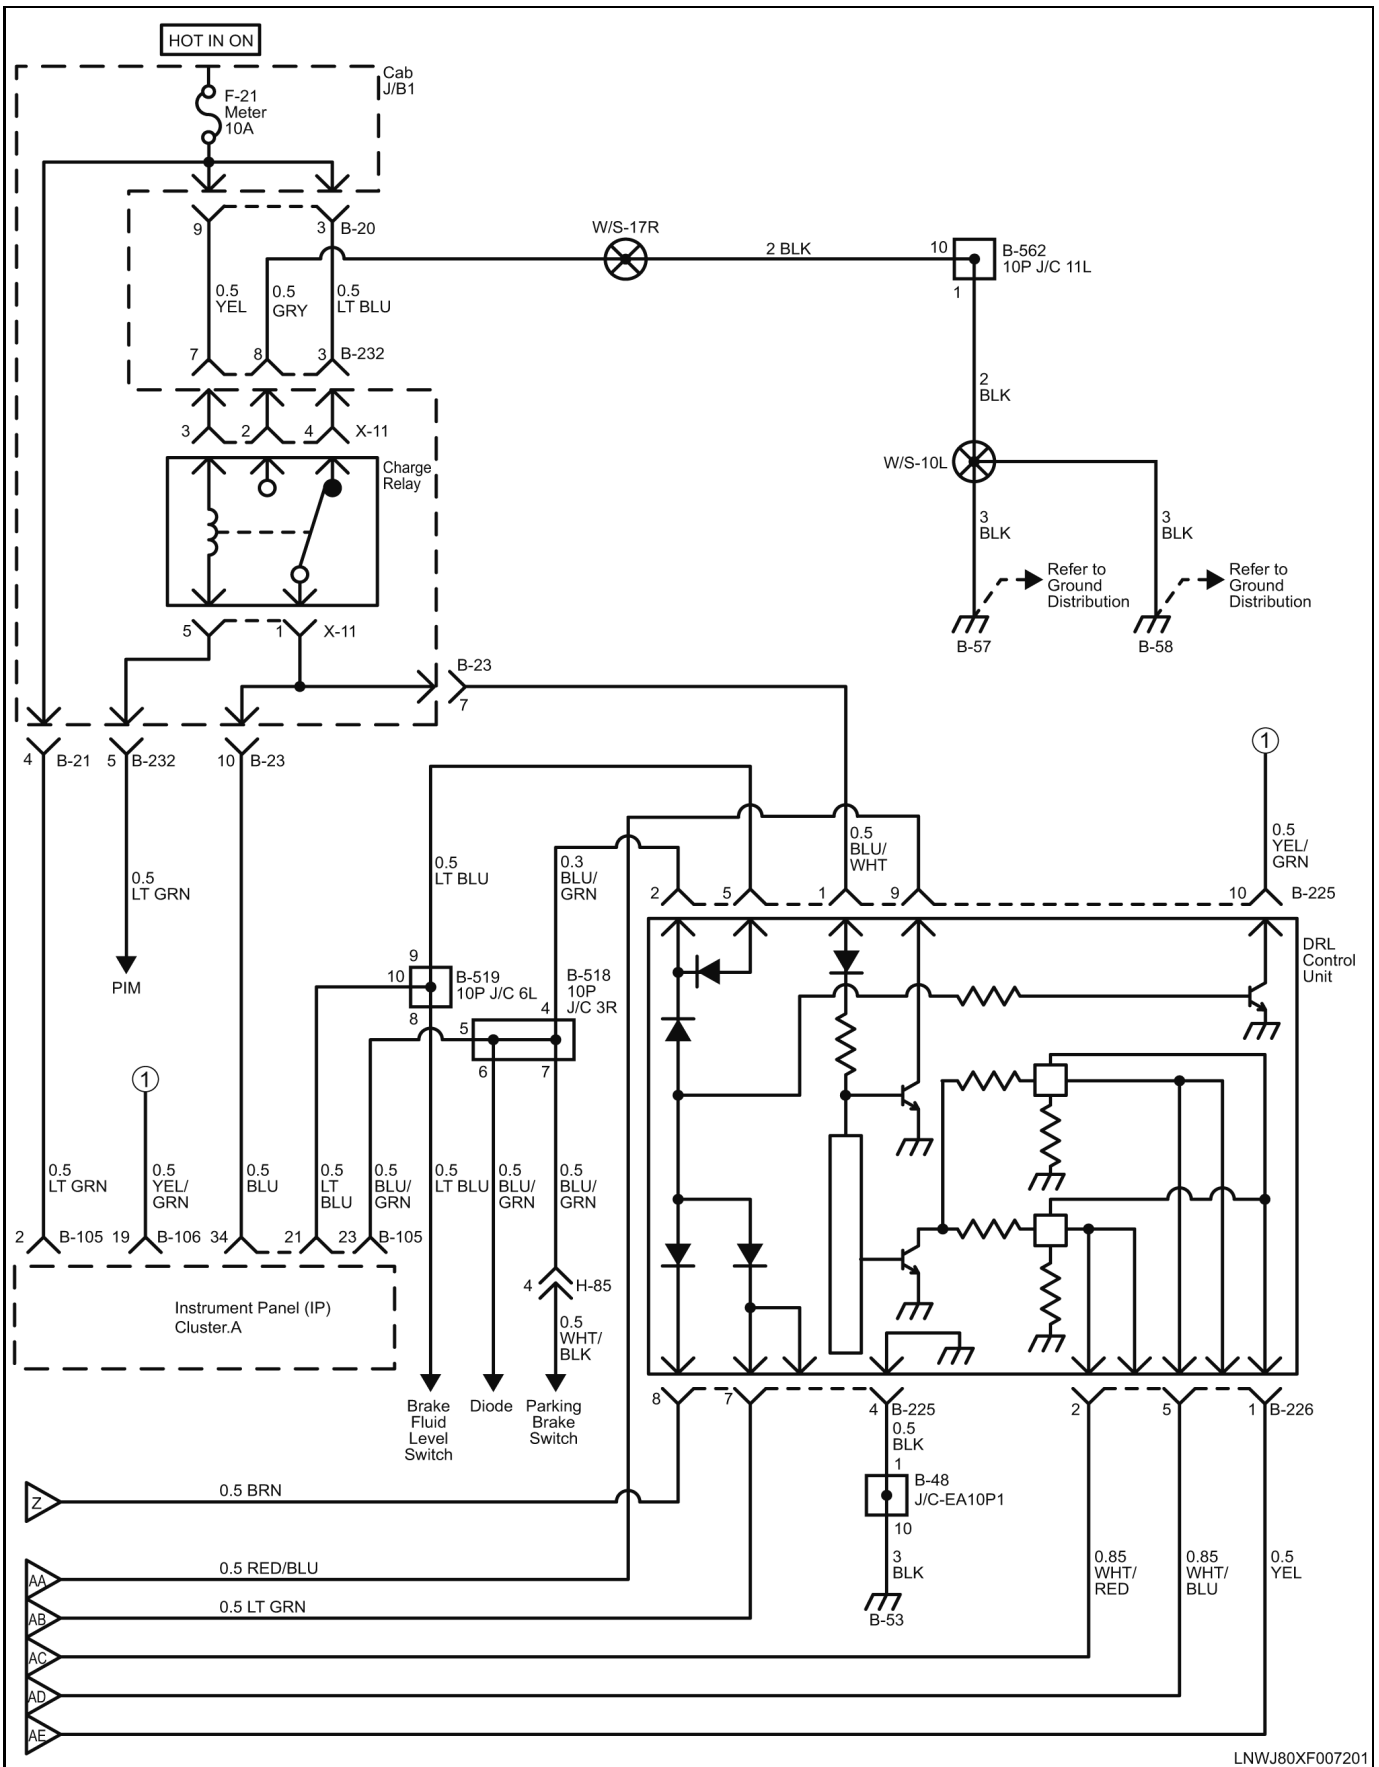 HOT IN ON
Cab
J/B1
F-21
Meter
10A
9
3
B-20
W/S-17R
2 BLK
10
B-562
10P J/C 11L
1
0.5
YEL
0.5
GRY
0.5
LT BLU
7
8
3
B-232
2
BLK
3
2
4
X-11
Charge
Relay
W/S-10L
3
BLK
3
BLK
Refer to
Ground
Distribution
Refer to
Ground
Distribution
5
1
X-11
B-57
B-58
B-23
7
4
B-21
5
B-232
10
B-23
1
0.5
LT GRN
0.5
LT BLU
0.3
BLU/
GRN
0.5
BLU/
WHT
0.5
YEL/
GRN
2
5
1
9
10
B-225
DRL
Control
Unit
PIM
9
10
B-519
10P J/C 6L
8
B-518
10P
J/C 3R
4
5
6
7
1
0.5
LT GRN
0.5
YEL/
GRN
0.5
BLU
0.5
LT
BLU
0.5
BLU/
GRN
0.5
LT BLU
0.5
BLU/
GRN
0.5
BLU/
GRN
2
B-105
19
B-106
34
21
23
B-105
Instrument Panel (IP)
Cluster.A
4
H-85
0.5
WHT/
BLK
Brake
Fluid
Level
Switch
Diode
Parking
Brake
Switch
8
7
4
B-225
2
5
1
B-226
0.5
BLK
1
B-48
J/C-EA10P1
10
3
BLK
B-53
0.85
WHT/
RED
0.85
WHT/
BLU
0.5
YEL
Z
0.5 BRN
AA
0.5 RED/BLU
AB
0.5 LT GRN
AC
AD
AE
LNWJ80XF007201